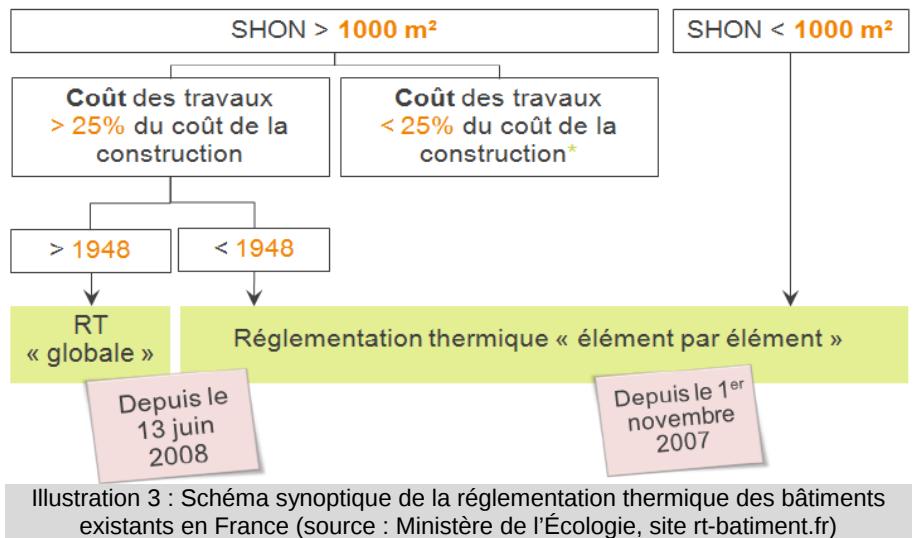 SHON > 1000 m²
SHON < 1000 m²
Coût des travaux
> 25% du coût de la
construction
Coût des travaux
< 25% du coût de la
construction*
> 1948
< 1948
RT
« globale »
Réglementation thermique « élément par élément »
Depuis le
13 juin
2008
Depuis le 1er
novembre
2007
Illustration 3 : Schéma synoptique de la réglementation thermique des bâtiments
existants en France (source : Ministère de l’Écologie, site rt-batiment.fr)